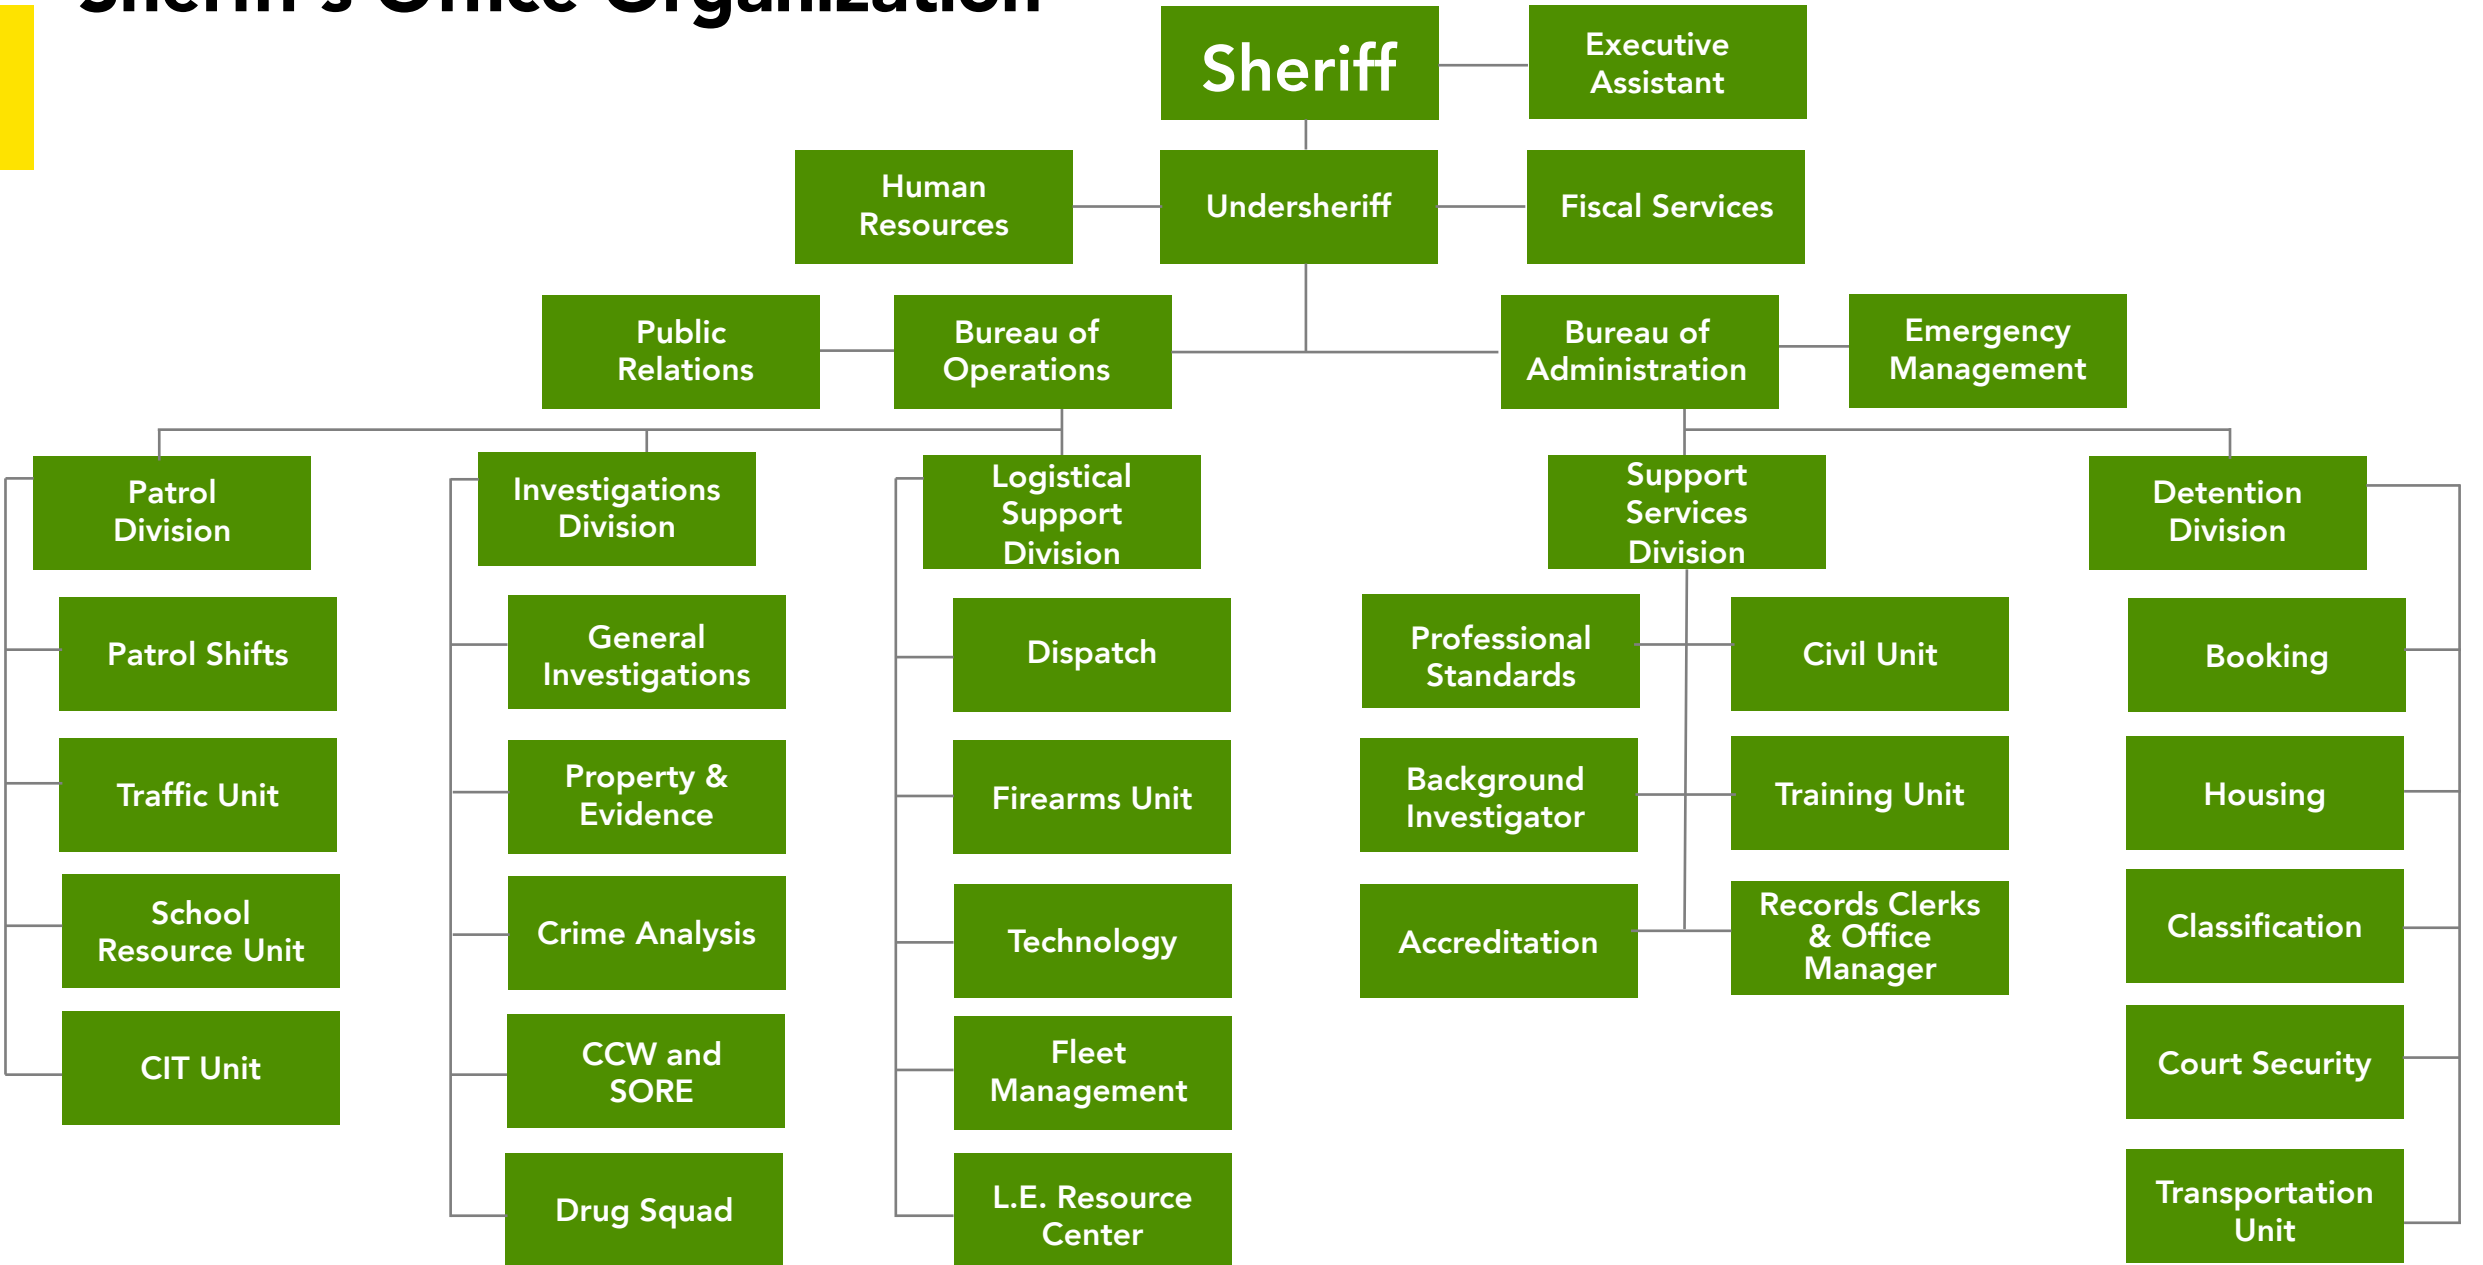 Sheriff's Office Organization
Sheriff
Executive
Assistant
Human
Resources
Undersheriff
Fiscal Services
Public
Relations
Bureau of
Operations
Bureau of
Administration
Emergency
Management
Patrol
Division
Investigations
Division
Logistical
Support
Division
Support
Services
Division
Detention
Division
Patrol Shifts
Traffic Unit
School
Resource Unit
CIT Unit
General
Investigations
Property &
Evidence
Crime Analysis
CCW and
SORE
Drug Squad
Dispatch
Firearms Unit
Technology
Fleet
Management
L.E. Resource
Center
Professional
Standards
Background
Investigator
Accreditation
Civil Unit
Training Unit
Records Clerks
& Office
Manager
Booking
Housing
Classification
Court Security
Transportation
Unit